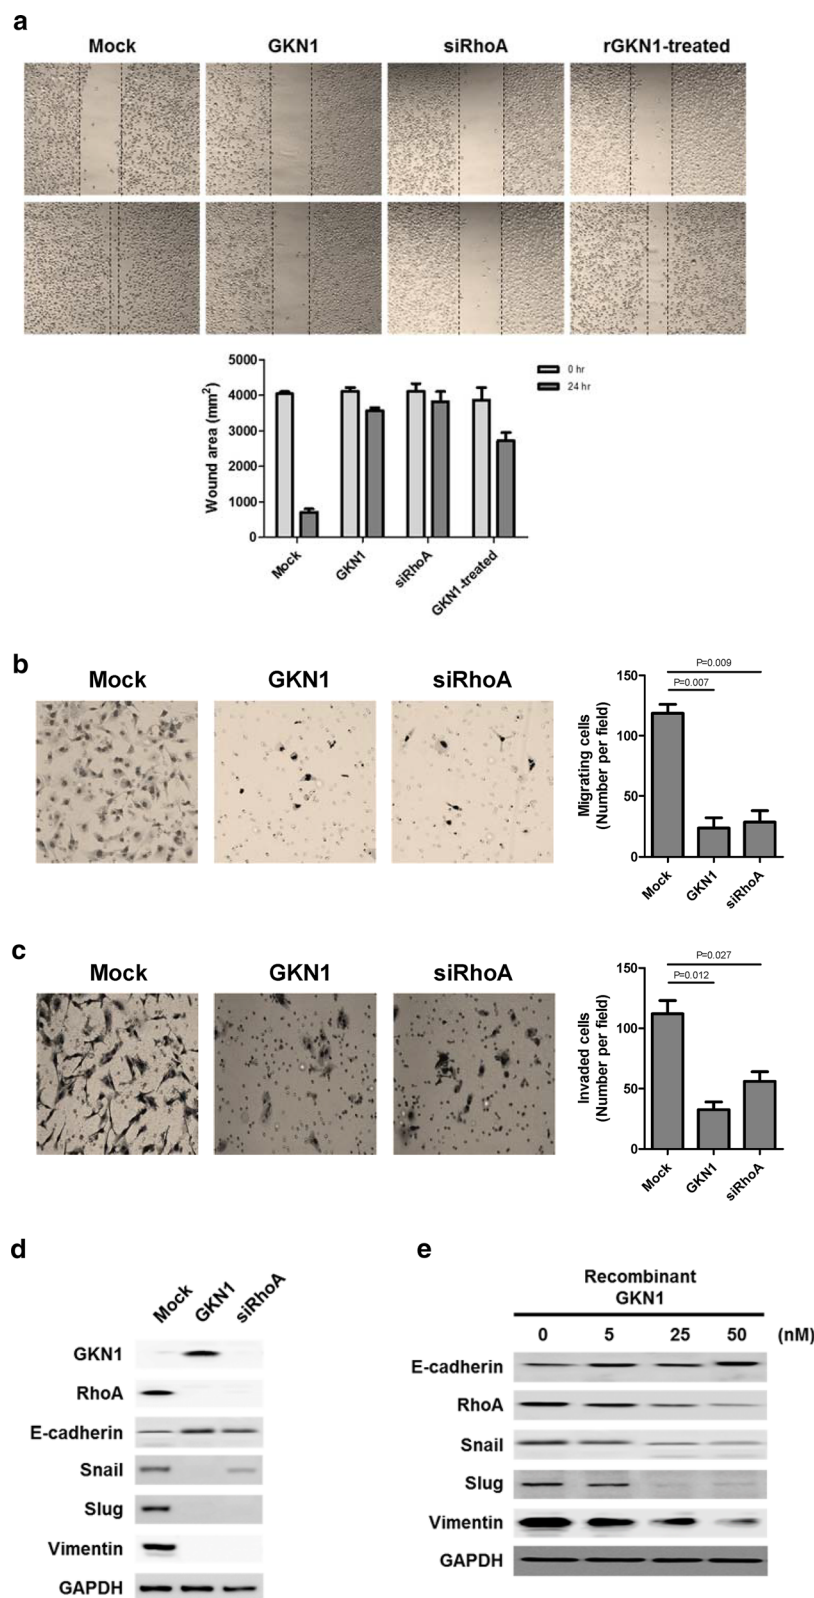 a
Mock GKN1 siRhoA rGKN1-treated
5000
4000
3000
2000
1000
0
Wound area (mm²)
0 hr
24 hr
Mock GKN1 siRhoA GKN1-treated
b
Mock GKN1 siRhoA
150
100
50
0
Migrating cells
(Number per field)
P=0.009
P=0.007
Mock GKN1 siRhoA
c
Mock GKN1 siRhoA
150
100
50
0
Invaded cells
(Number per field)
P=0.027
P=0.012
Mock GKN1 siRhoA
d
Mock GKN1 siRhoA
GKN1
RhoA
E-cadherin
Snail
Slug
Vimentin
GAPDH
e
Recombinant
GKN1
0 5 25 50 (nM)
E-cadherin
RhoA
Snail
Slug
Vimentin
GAPDH